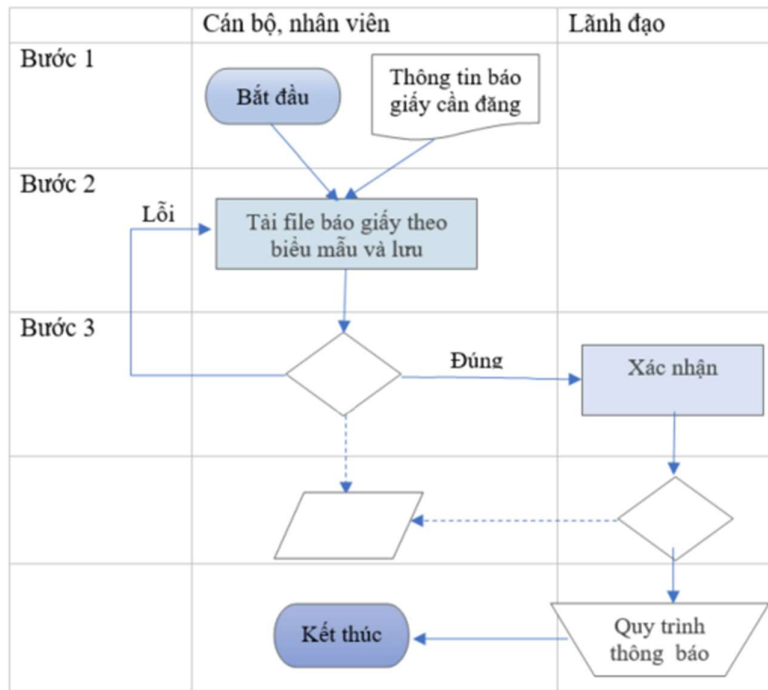 Cán bộ, nhân viên
Lãnh đạo
Bước 1
Bắt đầu
Thông tin báo
giấy cần đăng
Bước 2
Lỗi
Tải file báo giấy theo
biểu mẫu và lưu
Bước 3
Đúng
Xác nhận
Kết thúc
Quy trình
thông báo